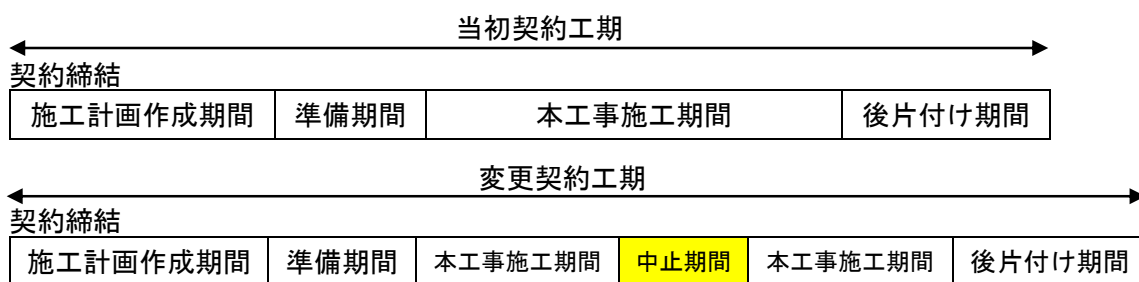 当初契約工期
契約締結
施工計画作成期間 準備期間 本工事施工期間 後片付け期間
変更契約工期
契約締結
施工計画作成期間 準備期間 本工事施工期間 中止期間 本工事施工期間 後片付け期間